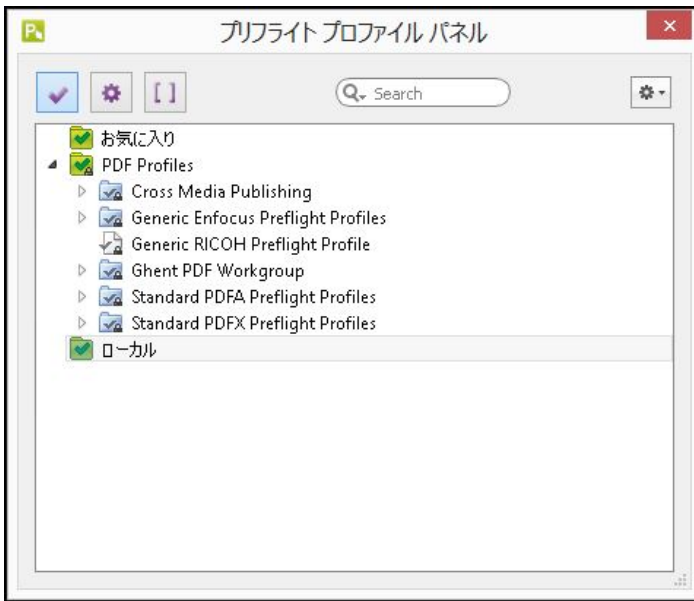 プリフライト プロファイル パネル
[ ]
Search
お気に入り
PDF Profiles
Cross Media Publishing
Generic Enfocus Preflight Profiles
Generic RICOH Preflight Profile
Ghent PDF Workgroup
Standard PDFA Preflight Profiles
Standard PDFX Preflight Profiles
ローカル